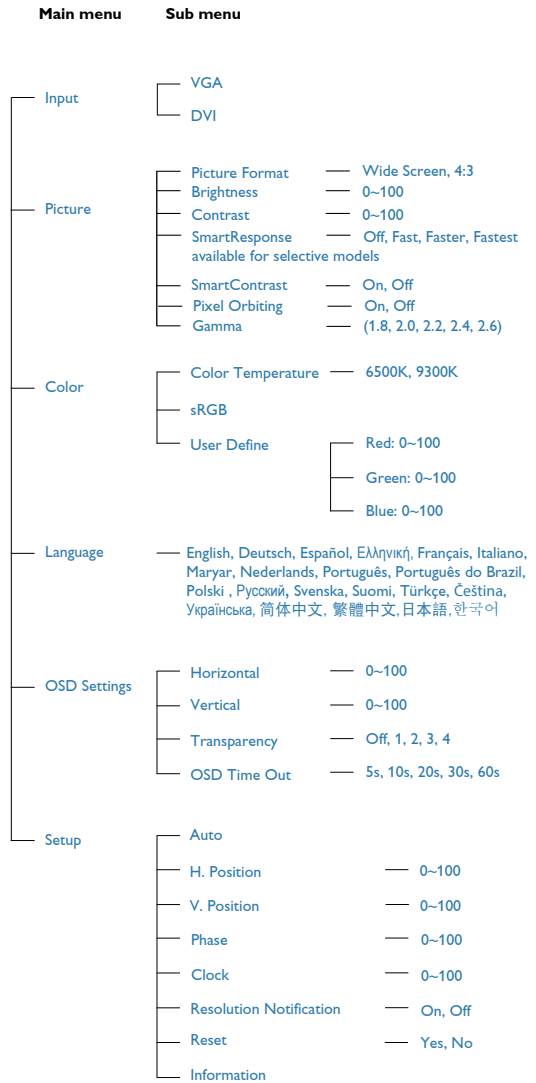 Main menu Sub menu
Input
VGA
DVI
Picture
Picture Format Wide Screen, 4:3
Brightness 0~100
Contrast 0~100
SmartResponse Off, Fast, Faster, Fastest
available for selective models
SmartContrast On, Off
Pixel Orbiting On, Off
Gamma (1.8, 2.0, 2.2, 2.4, 2.6)
Color
Color Temperature 6500K, 9300K
sRGB
User Define Red: 0~100
Green: 0~100
Blue: 0~100
Language English, Deutsch, Español, Ελληνική, Français, Italiano,
Maryar, Nederlands, Português, Português do Brazil,
Polski , Русский, Svenska, Suomi, Türkçe, Čeština,
Українська, 简体中文, 繁體中文,日本語,한국어
OSD Settings
Horizontal 0~100
Vertical 0~100
Transparency Off, 1, 2, 3, 4
OSD Time Out 5s, 10s, 20s, 30s, 60s
Setup
Auto
H. Position 0~100
V. Position 0~100
Phase 0~100
Clock 0~100
Resolution Notification On, Off
Reset Yes, No
Information